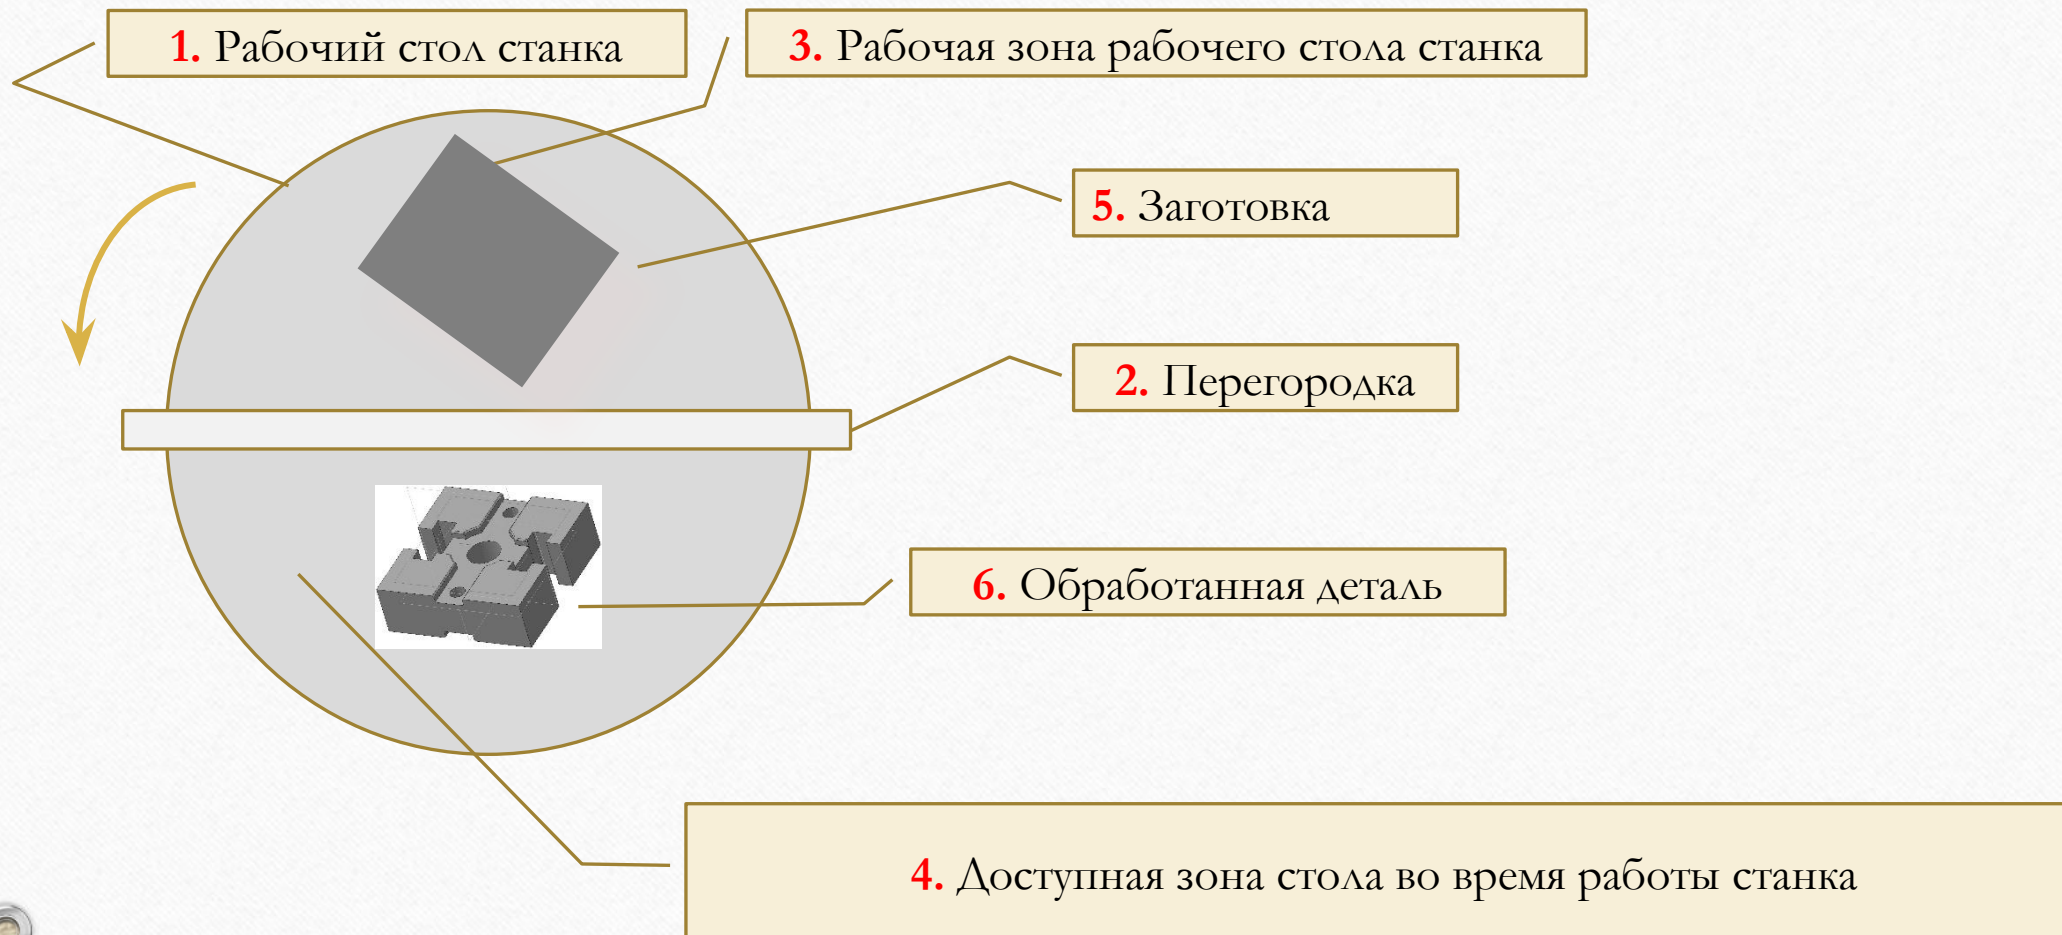 1. Рабочий стол станка
3. Рабочая зона рабочего стола станка
5. Заготовка
2. Перегородка
6. Обработанная деталь
4. Доступная зона стола во время работы станка